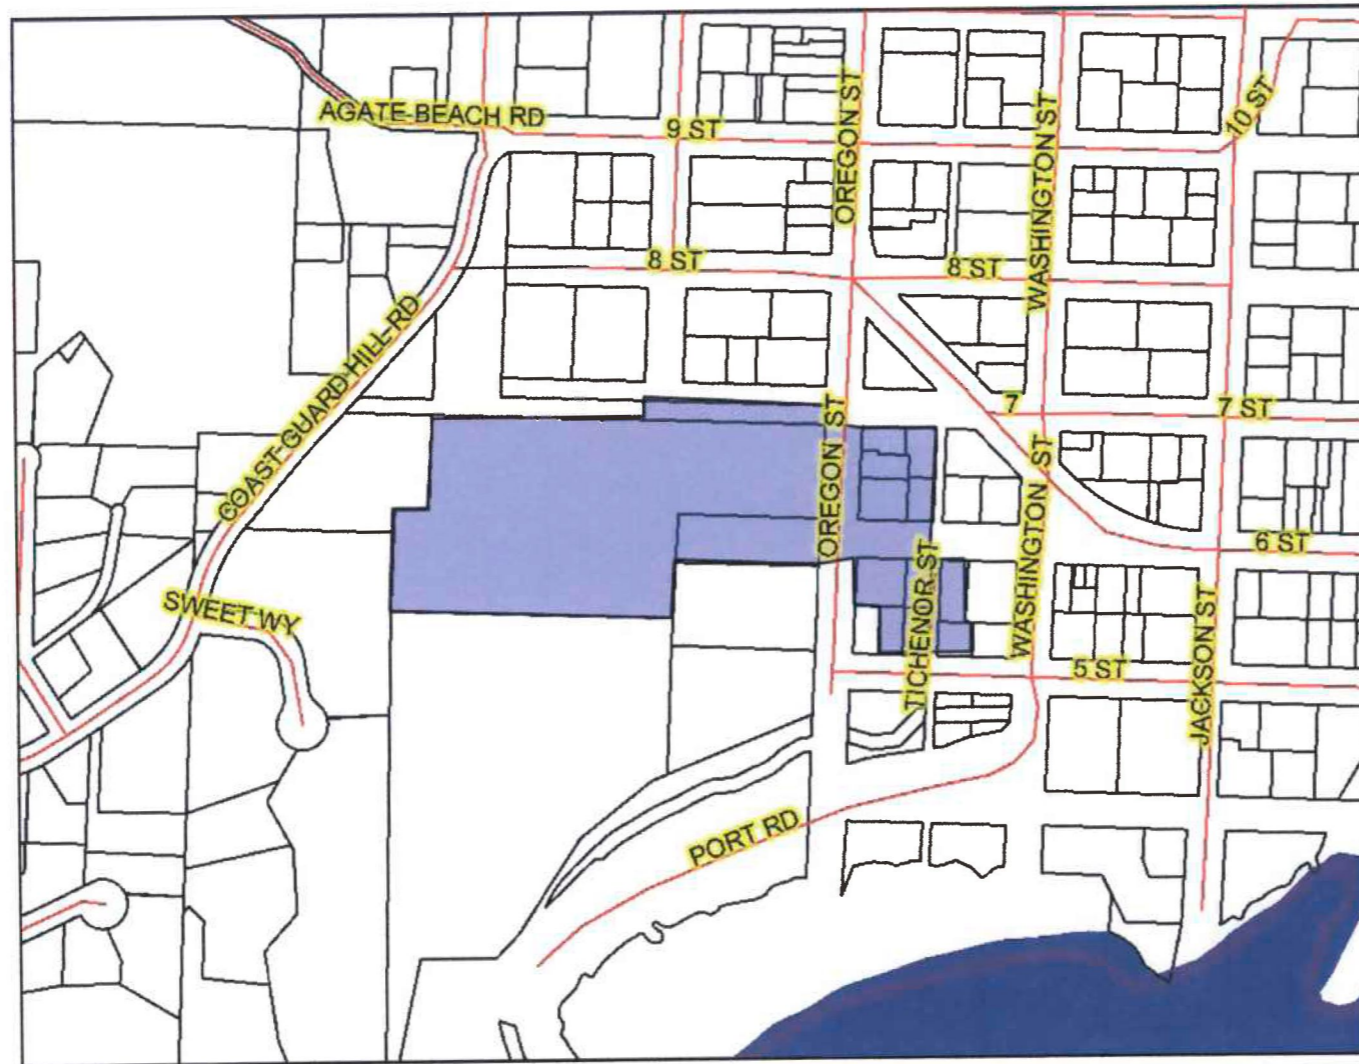 AGATE BEACH RD
9 ST
OREGON ST
WASHINGTON ST
10 ST
8 ST
8 ST
COAST GUARD HILL RD
7
7 ST
OREGON ST
WASHINGTON ST
6 ST
TICHENOR ST
SWEET WY
5 ST
JACKSON ST
PORT RD